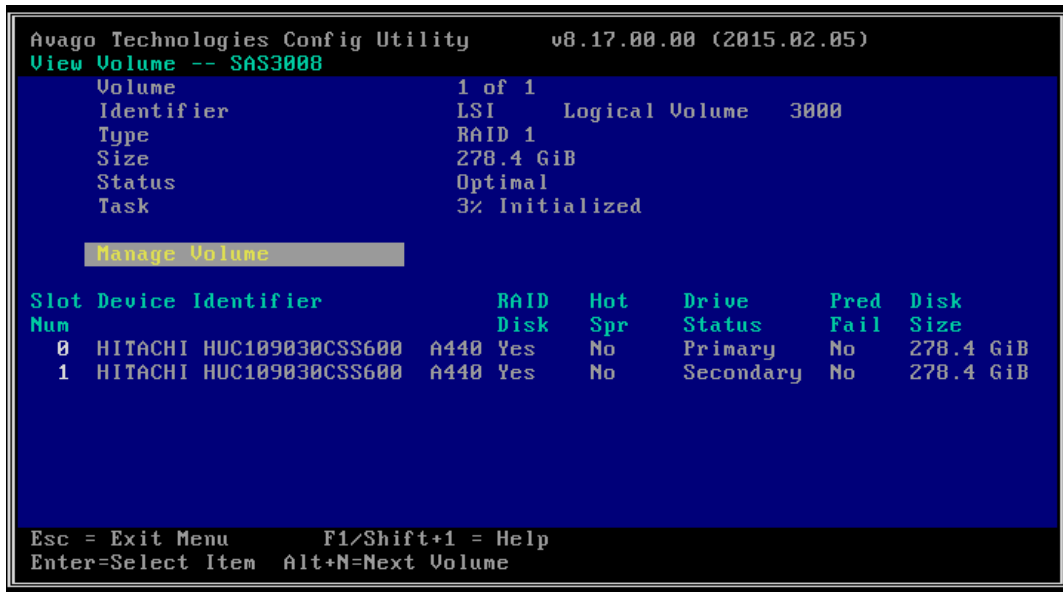 Avago Technologies Config Utility v8.17.00.00 (2015.02.05)
View Volume -- SAS3008
Volume 1 of 1
Identifier LSI Logical Volume 3000
Type RAID 1
Size 278.4 GiB
Status Optimal
Task 3% Initialized
Manage Volume
Slot Device Identifier RAID Hot Drive Pred Disk
Num Disk Spr Status Fail Size
0 HITACHI HUC109030CSS600 A440 Yes No Primary No 278.4 GiB
1 HITACHI HUC109030CSS600 A440 Yes No Secondary No 278.4 GiB
Esc = Exit Menu F1/Shift+1 = Help
Enter=Select Item Alt+N=Next Volume